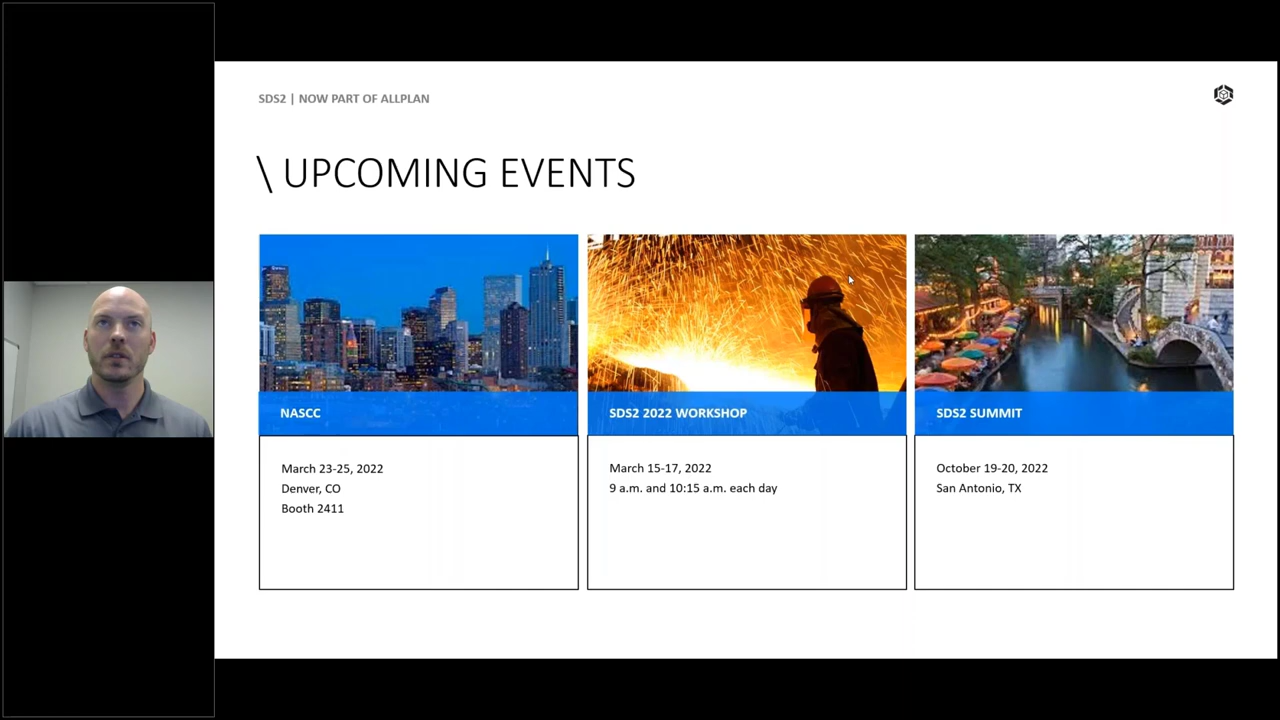 SDS2 | NOW PART OF ALLPLAN
\ UPCOMING EVENTS
NASCC
March 23-25, 2022
Denver, CO
Booth 2411
SDS2 2022 WORKSHOP
March 15-17, 2022
9 a.m. and 10:15 a.m. each day
SDS2 SUMMIT
October 19-20, 2022
San Antonio, TX